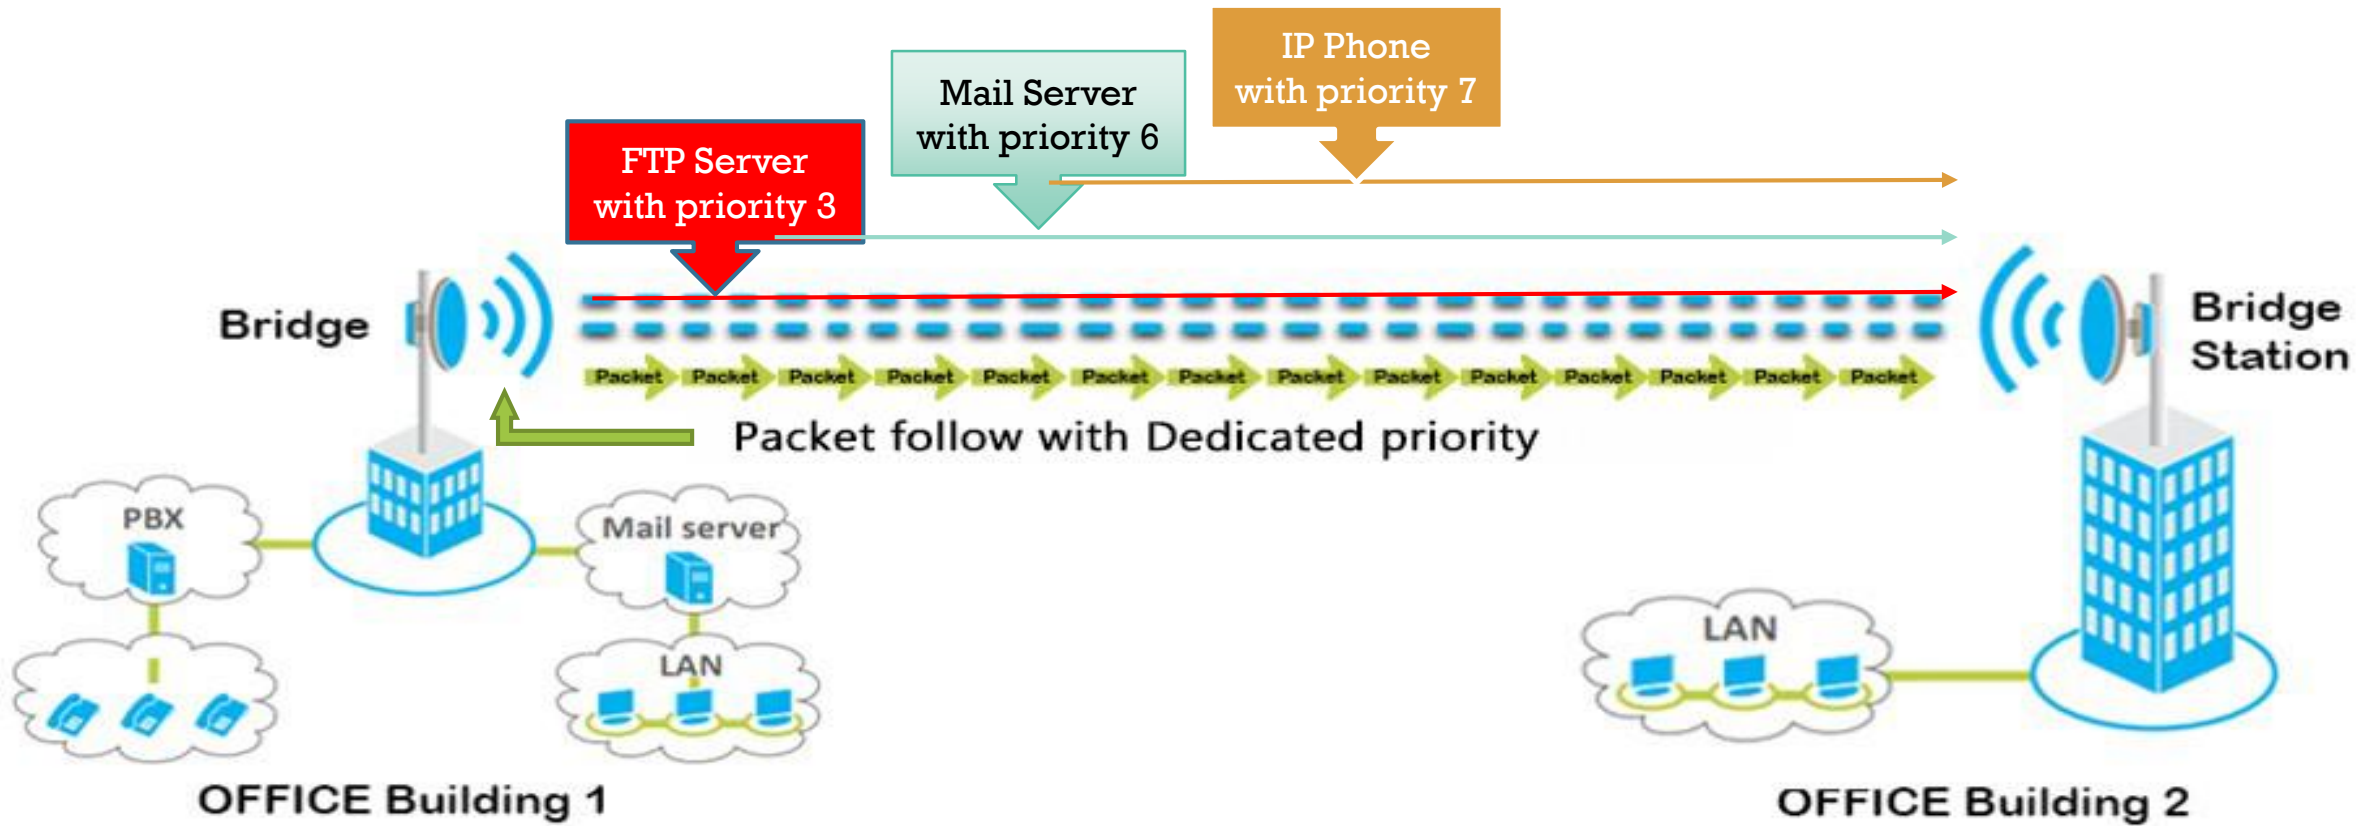 IP Phone
with priority 7
Mail Server
with priority 6
FTP Server
with priority 3
Bridge
Bridge
Station
Packet Packet Packet Packet Packet Packet Packet Packet Packet Packet Packet Packet Packet Packet
Packet follow with Dedicated priority
PBX
Mail server
LAN
LAN
OFFICE Building 1
OFFICE Building 2